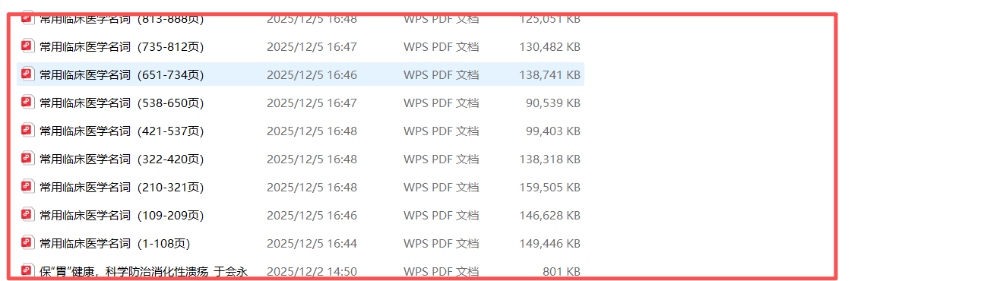 常用临床医学名词（813-888页) 2025/12/5 16:48 WPS PDF 文档 125,051 KB
常用临床医学名词（735-812页) 2025/12/5 16:47 WPS PDF 文档 130,482 KB
常用临床医学名词（651-734页) 2025/12/5 16:46 WPS PDF 文档 138,741 KB
常用临床医学名词（538-650页) 2025/12/5 16:47 WPS PDF 文档 90,539 KB
常用临床医学名词（421-537页) 2025/12/5 16:48 WPS PDF 文档 99,403 KB
常用临床医学名词（322-420页) 2025/12/5 16:48 WPS PDF 文档 138,318 KB
常用临床医学名词（210-321页) 2025/12/5 16:48 WPS PDF 文档 159,505 KB
常用临床医学名词（109-209页) 2025/12/5 16:46 WPS PDF 文档 146,628 KB
常用临床医学名词（1-108页) 2025/12/5 16:44 WPS PDF 文档 149,446 KB
保“胃”健康，科学防治消化性溃疡_于会永 2025/12/2 14:50 WPS PDF 文档 801 KB